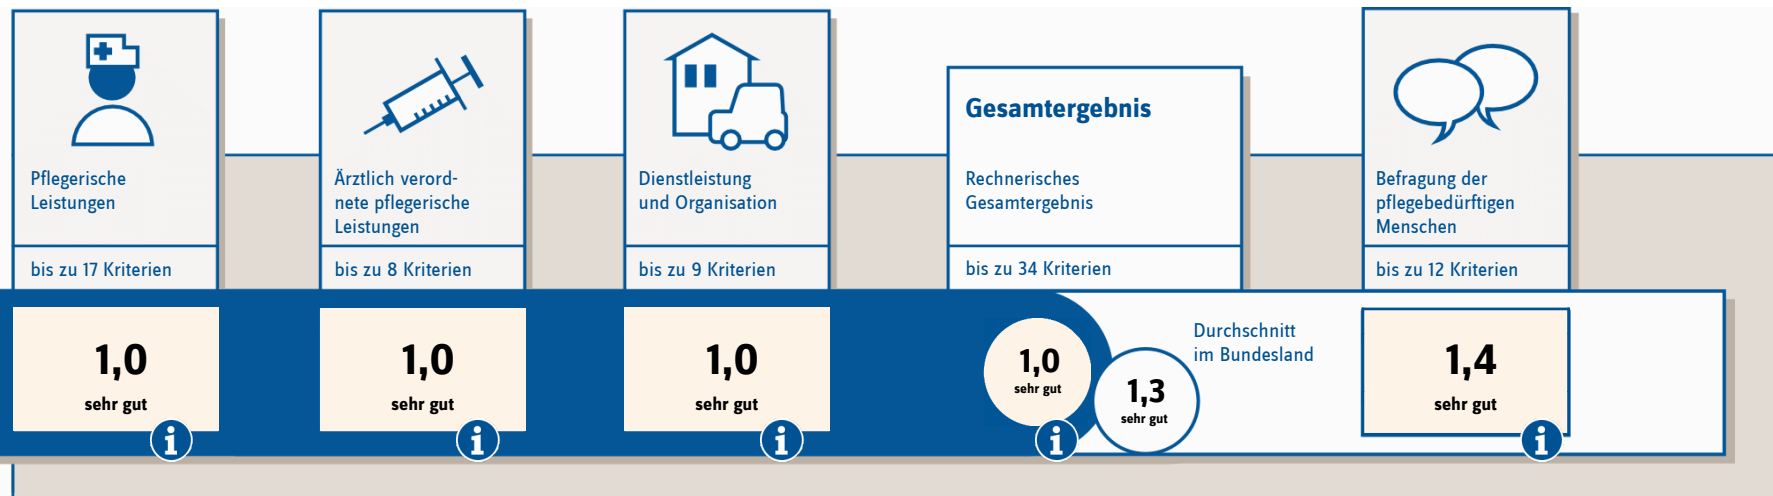 Pflegerische
Leistungen
bis zu 17 Kriterien
1,0
sehr gut
i
Ärztlich verord-
nete pflegerische
Leistungen
bis zu 8 Kriterien
1,0
sehr gut
i
Dienstleistung
und Organisation
bis zu 9 Kriterien
1,0
sehr gut
i
Gesamtergebnis
Rechnerisches
Gesamtergebnis
bis zu 34 Kriterien
1,0
sehr gut
i
1,3
sehr gut
Durchschnitt
im Bundesland
Befragung der
pflegebedürftigen
Menschen
bis zu 12 Kriterien
1,4
sehr gut
i